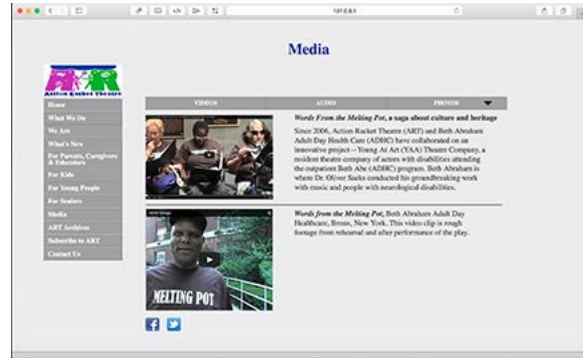 127.0.0.1
Media
Action Racket Theatre
Home
What We Do
We Are
What's New
For Parents, Caregivers
& Educators
For Kids
For Young People
For Seniors
Media
ART Archives
Subscribe to ART
Contact Us
VIDEOS AUDIO PHOTOS
Words From the Melting Pot, a saga about culture and heritage
Since 2006, Action Racket Theatre (ART) and Beth Abraham
Adult Day Health Care (ADHC) have collaborated on an
innovative project -- Young At Art (YAA) Theatre Company, a
resident theatre company of actors with disabilities attending
the outpatient Beth Abe (ADHC) program. Beth Abraham is
where Dr. Oliver Sacks conducted his groundbreaking work
with music and people with neurological disabilities.
Words from the Melting Pot, Beth Abraham Adult Day
Healthcare, Bronx, New York. This video clip is rough
footage from rehearsal and after performance of the play.
MELTING POT